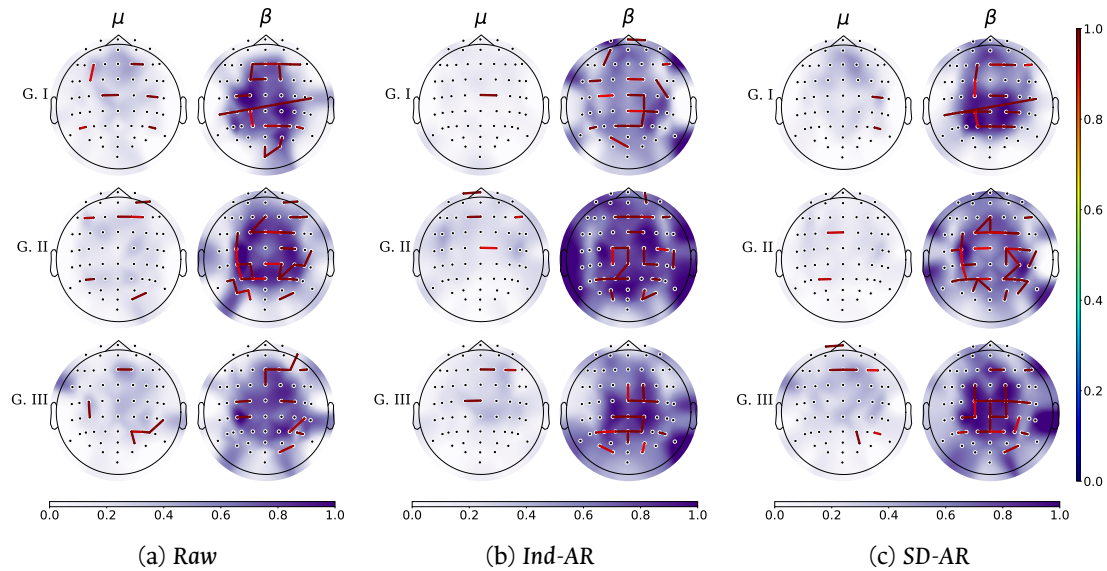 μ β μ β μ β
1.0
G. I G. I G. I
0.8
0.6
G. II G. II G. II
0.4
0.2
G. III G. III G. III
0.0
0.0 0.2 0.4 0.6 0.8 1.0 0.0 0.2 0.4 0.6 0.8 1.0 0.0 0.2 0.4 0.6 0.8 1.0
(a) Raw (b) Ind-AR (c) SD-AR